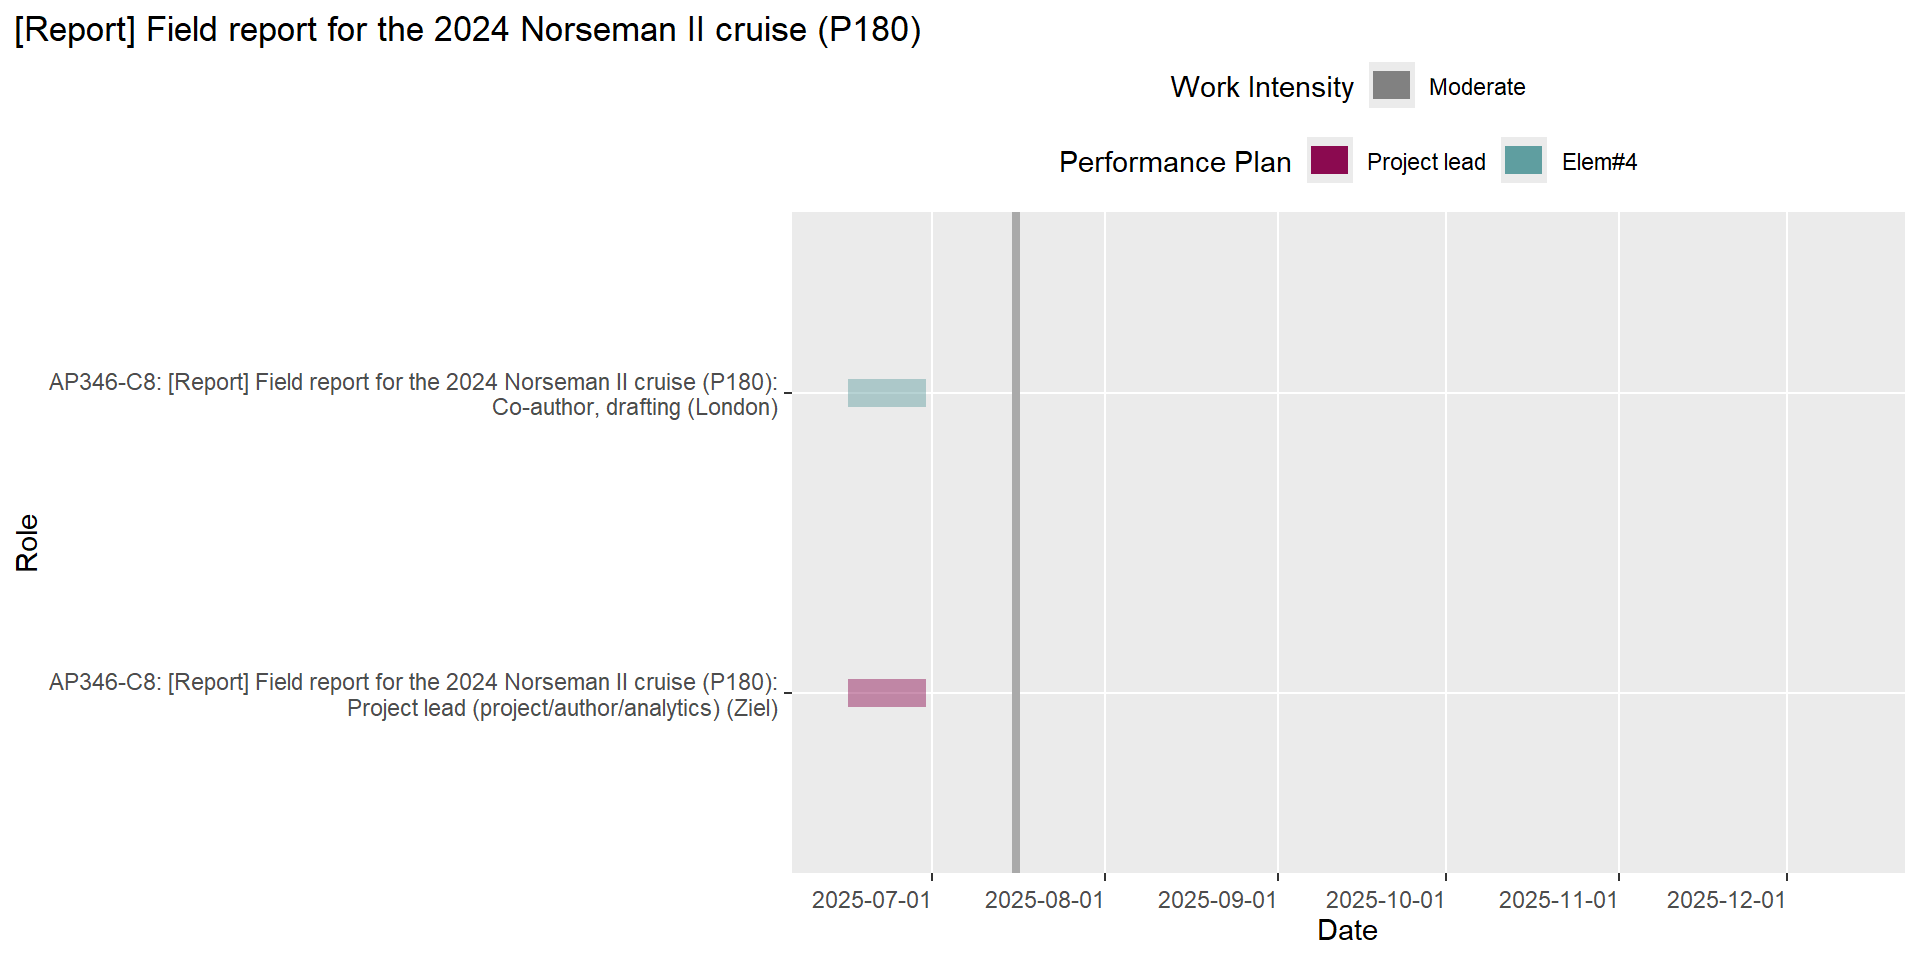 [Report] Field report for the 2024 Norseman II cruise (P180)
Work Intensity Moderate
Performance Plan Project lead Elem#4
AP346-C8: [Report] Field report for the 2024 Norseman II cruise (P180):
Co-author, drafting (London)
Role
AP346-C8: [Report] Field report for the 2024 Norseman II cruise (P180):
Project lead (project/author/analytics) (Ziel)
2025-07-01 2025-08-01 2025-09-01 2025-10-01 2025-11-01 2025-12-01
Date